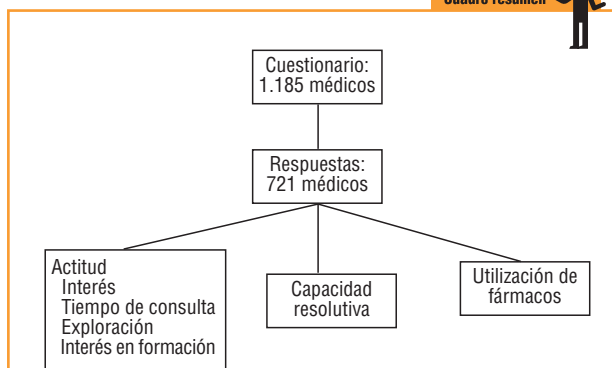 Cuadro resumen
Cuestionario:
1.185 médicos
Respuestas:
721 médicos
Actitud
Interés
Tiempo de consulta
Exploración
Interés en formación
Capacidad
resolutiva
Utilización de
fármacos